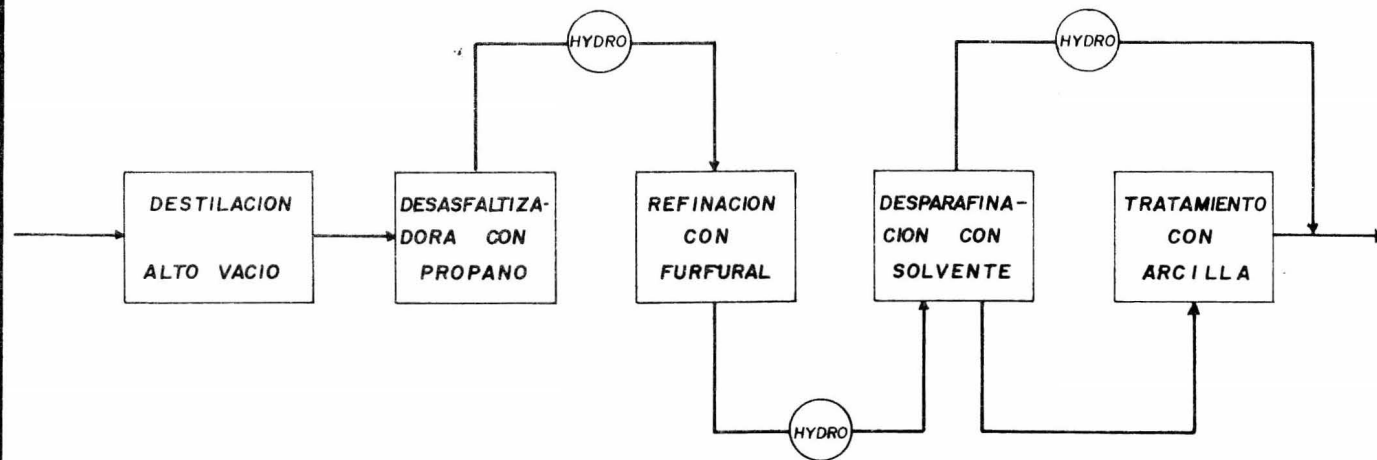 HYDRO
HYDRO
DESTILACION
ALTO VACIO
DESASFALTIZA-
DORA CON
PROPANO
REFINACION
CON
FURFURAL
DESPARAFINA-
CION CON
SOLVENTE
TRATAMIENTO
CON
ARCILLA
HYDRO